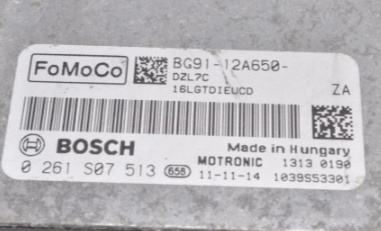 FoMoCo
BG91-12A650-
DZL7C
16LGTDIEUCD
ZA
BOSCH
Made in Hungary
MOTRONIC 1313 0190
0 261 S07 513 658 11-11-14 1039S53301